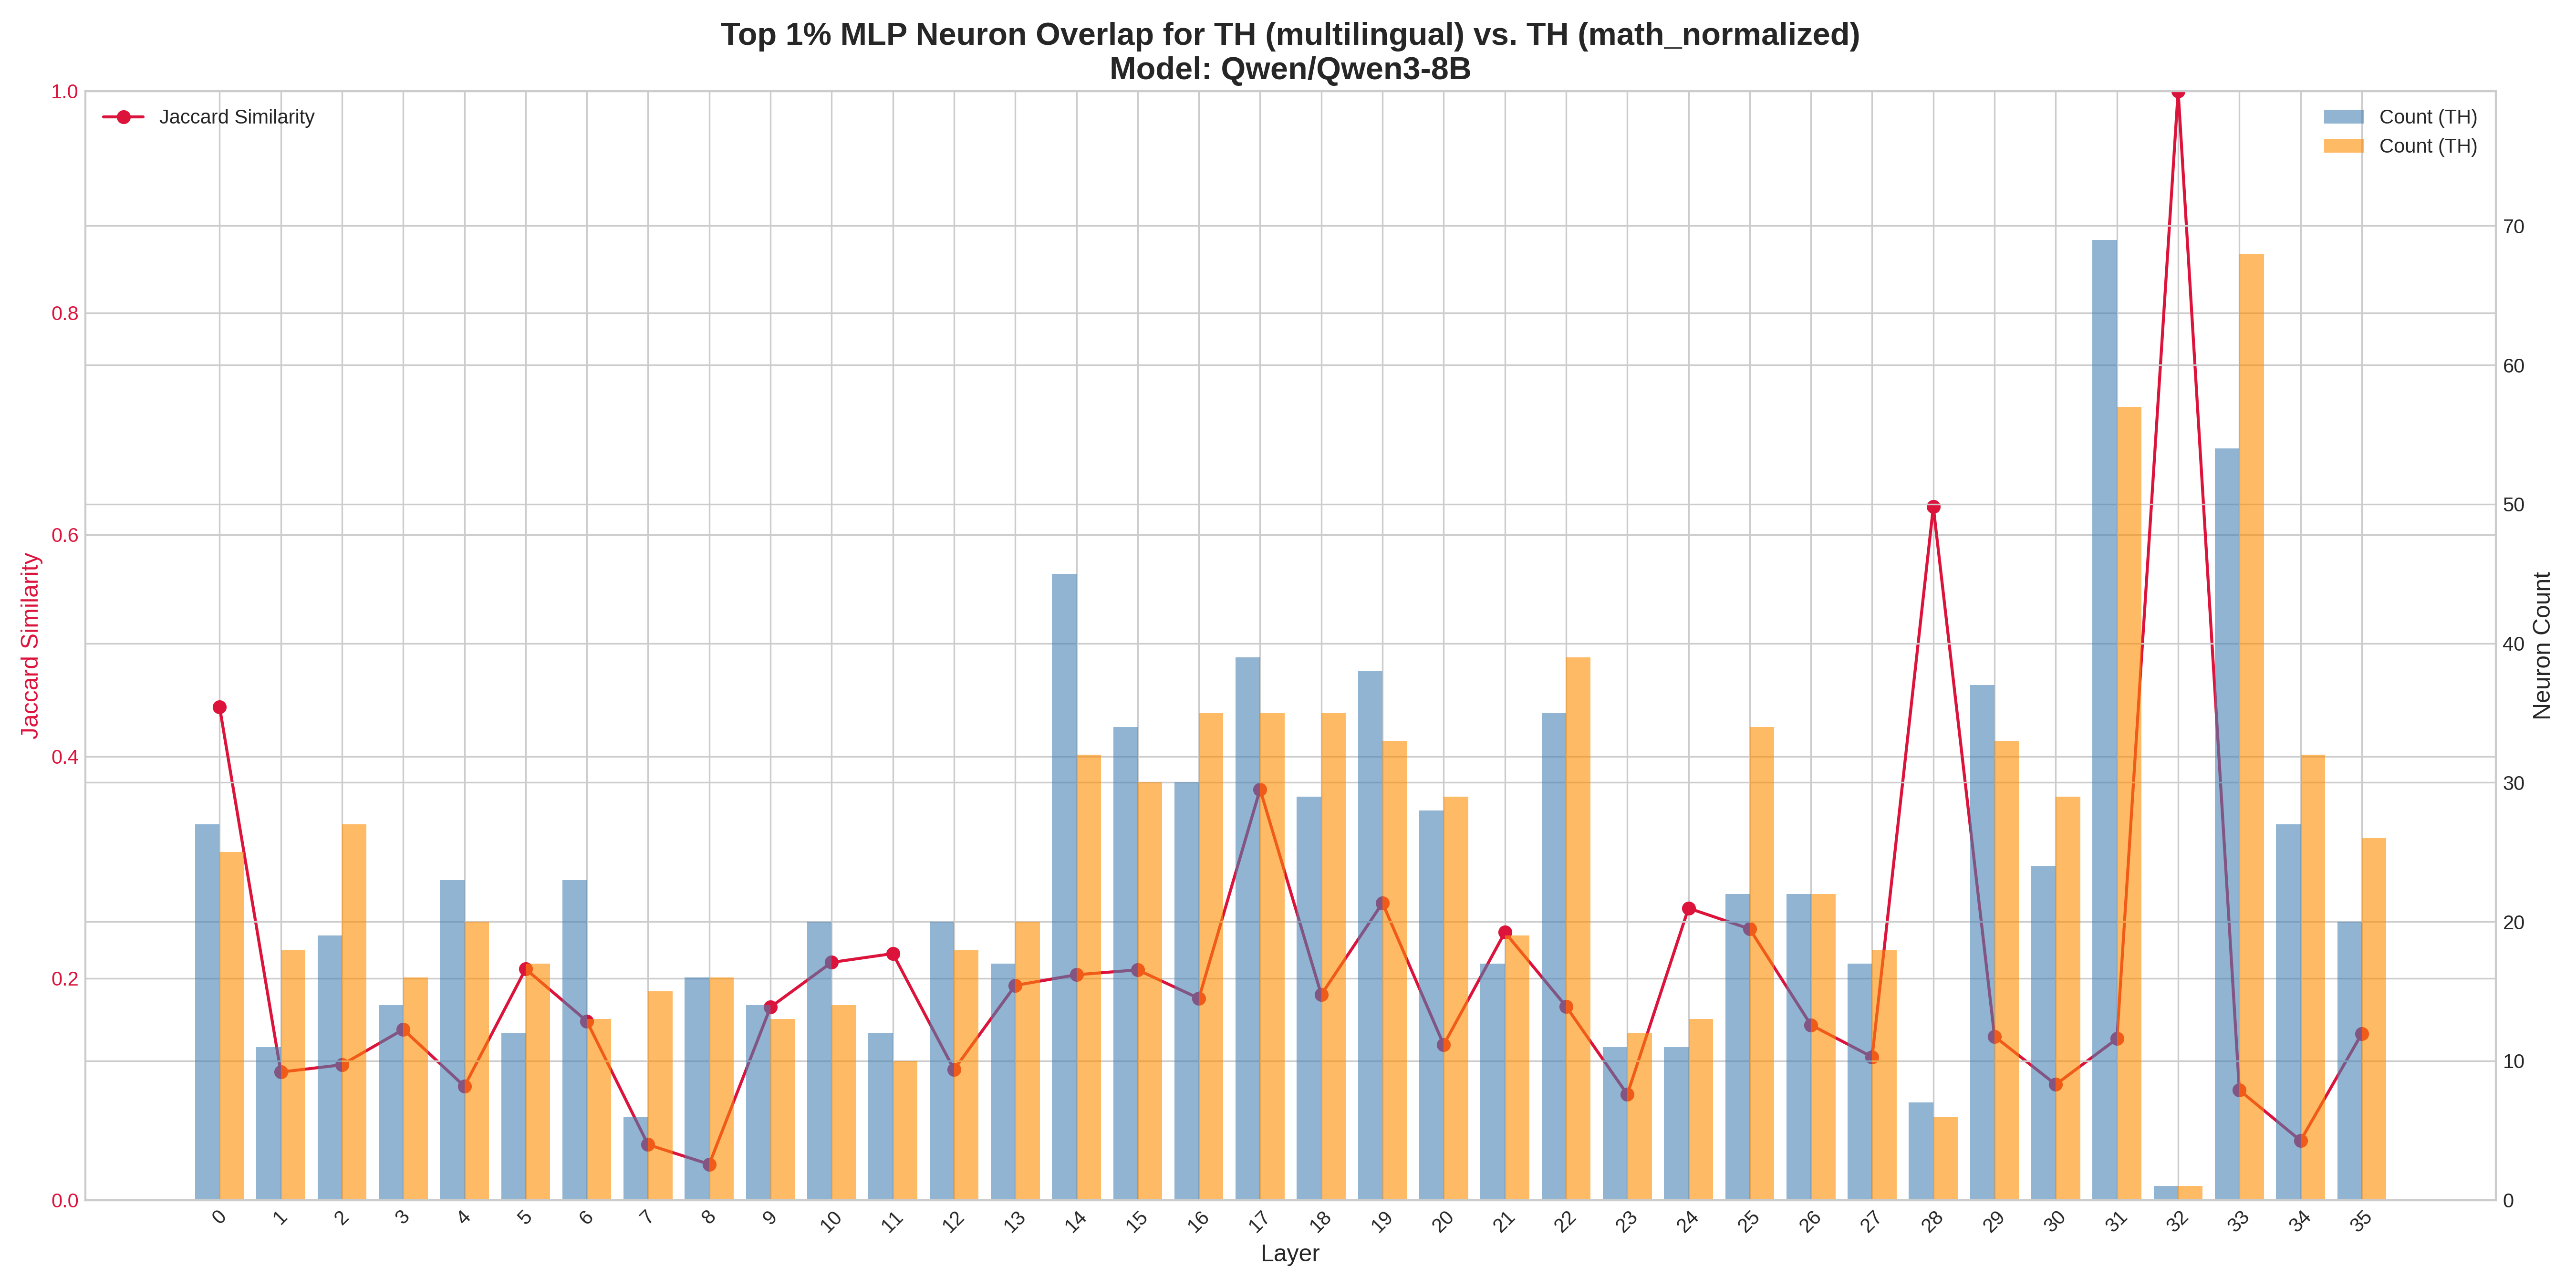 Top 1% MLP Neuron Overlap for TH (multilingual) vs. TH (math_normalized)
Model: Qwen/Qwen3-8B
Jaccard Similarity
Count (TH)
Count (TH)
Jaccard Similarity
1.0
0.8
0.6
0.4
0.2
0.0
70
60
50
40
30
20
10
0
Neuron Count
0 1 2 3 4 5 6 7 8 9 10 11 12 13 14 15 16 17 18 19 20 21 22 23 24 25 26 27 28 29 30 31 32 33 34 35
Layer